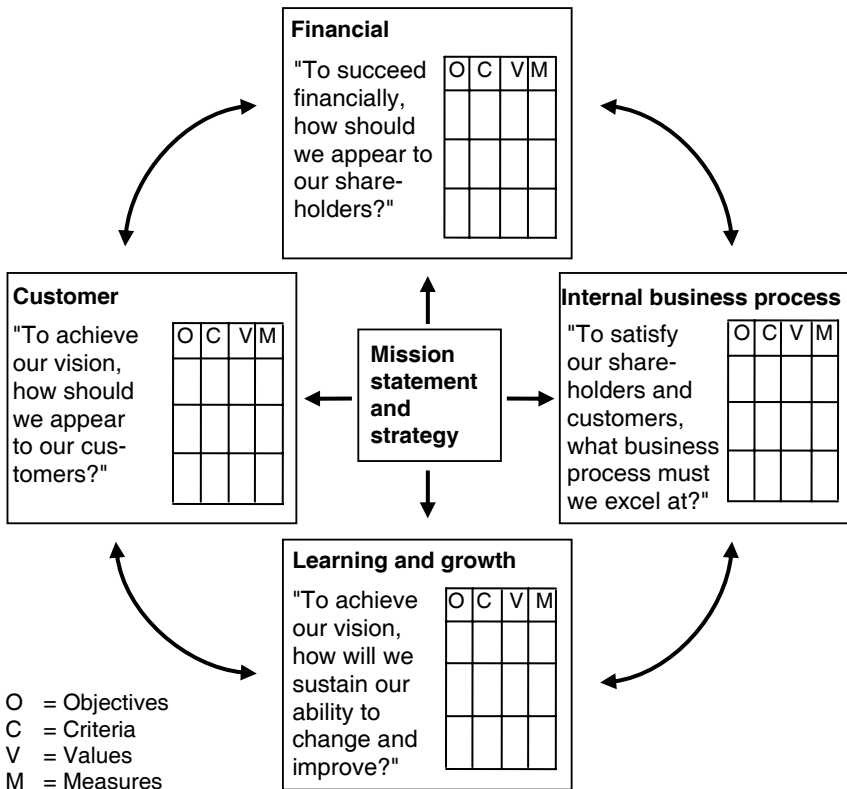 Financial
"To succeed
financially,
how should
we appear to
our share-
holders?"
O C V M
Customer
"To achieve
our vision,
how should
we appear
to our cus-
tomers?"
O C V M
Mission
statement
and
strategy
Internal business process
"To satisfy
our share-
holders and
customers,
what business
process must
we excel at?"
O C V M
Learning and growth
"To achieve
our vision,
how will we
sustain our
ability to
change and
improve?"
O C V M
O = Objectives
C = Criteria
V = Values
M = Measures